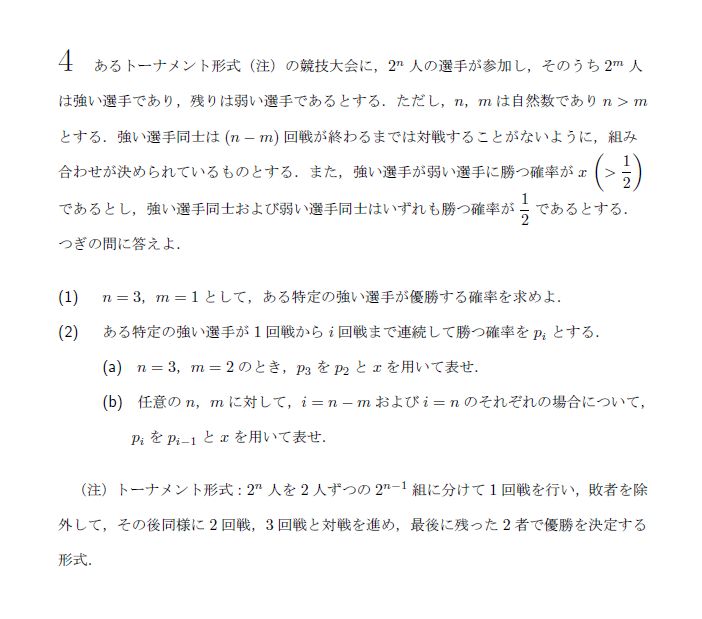 4 あるトーナメント形式（注）の競技大会に，2^n 人の選手が参加し，そのうち 2^m 人
は強い選手であり，残りは弱い選手であるとする．ただし，n，m は自然数であり n > m
とする．強い選手同士は (n − m) 回戦が終わるまでは対戦することがないように，組み
合わせが決められているものとする．また，強い選手が弱い選手に勝つ確率が x (> 1/2)
であるとし，強い選手同士および弱い選手同士はいずれも勝つ確率が 1/2 であるとする．
つぎの問に答えよ．
(1) n = 3，m = 1 として，ある特定の強い選手が優勝する確率を求めよ．
(2) ある特定の強い選手が 1 回戦から i 回戦まで連続して勝つ確率を p_i とする．
(a) n = 3，m = 2 のとき，p_3 を p_2 と x を用いて表せ．
(b) 任意の n，m に対して，i = n − m および i = n のそれぞれの場合について，
p_i を p_{i−1} と x を用いて表せ．
（注）トーナメント形式 : 2^n 人を 2 人ずつの 2^{n−1} 組に分けて 1 回戦を行い，敗者を除
外して，その後同様に 2 回戦，3 回戦と対戦を進め，最後に残った 2 者で優勝を決定する
形式．